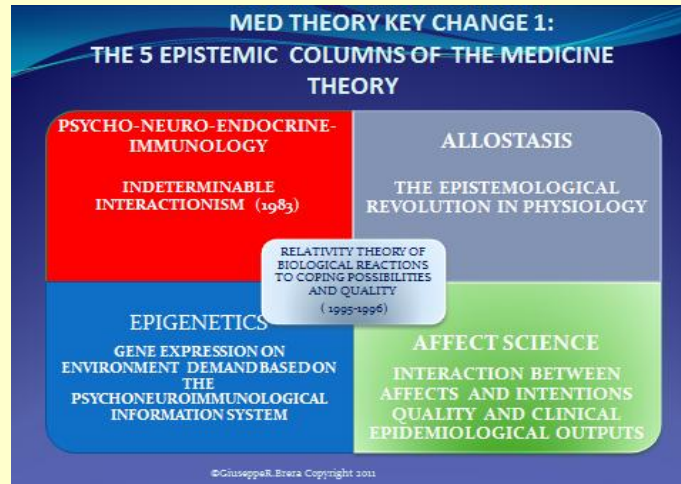 MED THEORY KEY CHANGE 1:
THE 5 EPISTEMIC COLUMNS OF THE MEDICINE
THEORY
PSYCHO-NEURO-ENDOCRINE-
IMMUNOLOGY
INDETERMINABLE
INTERACTIONISM (1983)
ALLOSTASIS
THE EPISTEMOLOGICAL
REVOLUTION IN PHYSIOLOGY
RELATIVITY THEORY OF
BIOLOGICAL REACTIONS
TO COPING POSSIBILITIES
AND QUALITY
( 1995-1996)
EPIGENETICS
GENE EXPRESSION ON
ENVIRONMENT DEMAND BASED ON
THE
PSYCHONEUROIMMUNOLOGICAL
INFORMATION SYSTEM
AFFECT SCIENCE
INTERACTION BETWEEN
AFFECTS AND INTENTIONS
QUALITY AND CLINICAL
EPIDEMIOLOGICAL OUTPUTS
©GiuseppeR.Brera Copyright 2011